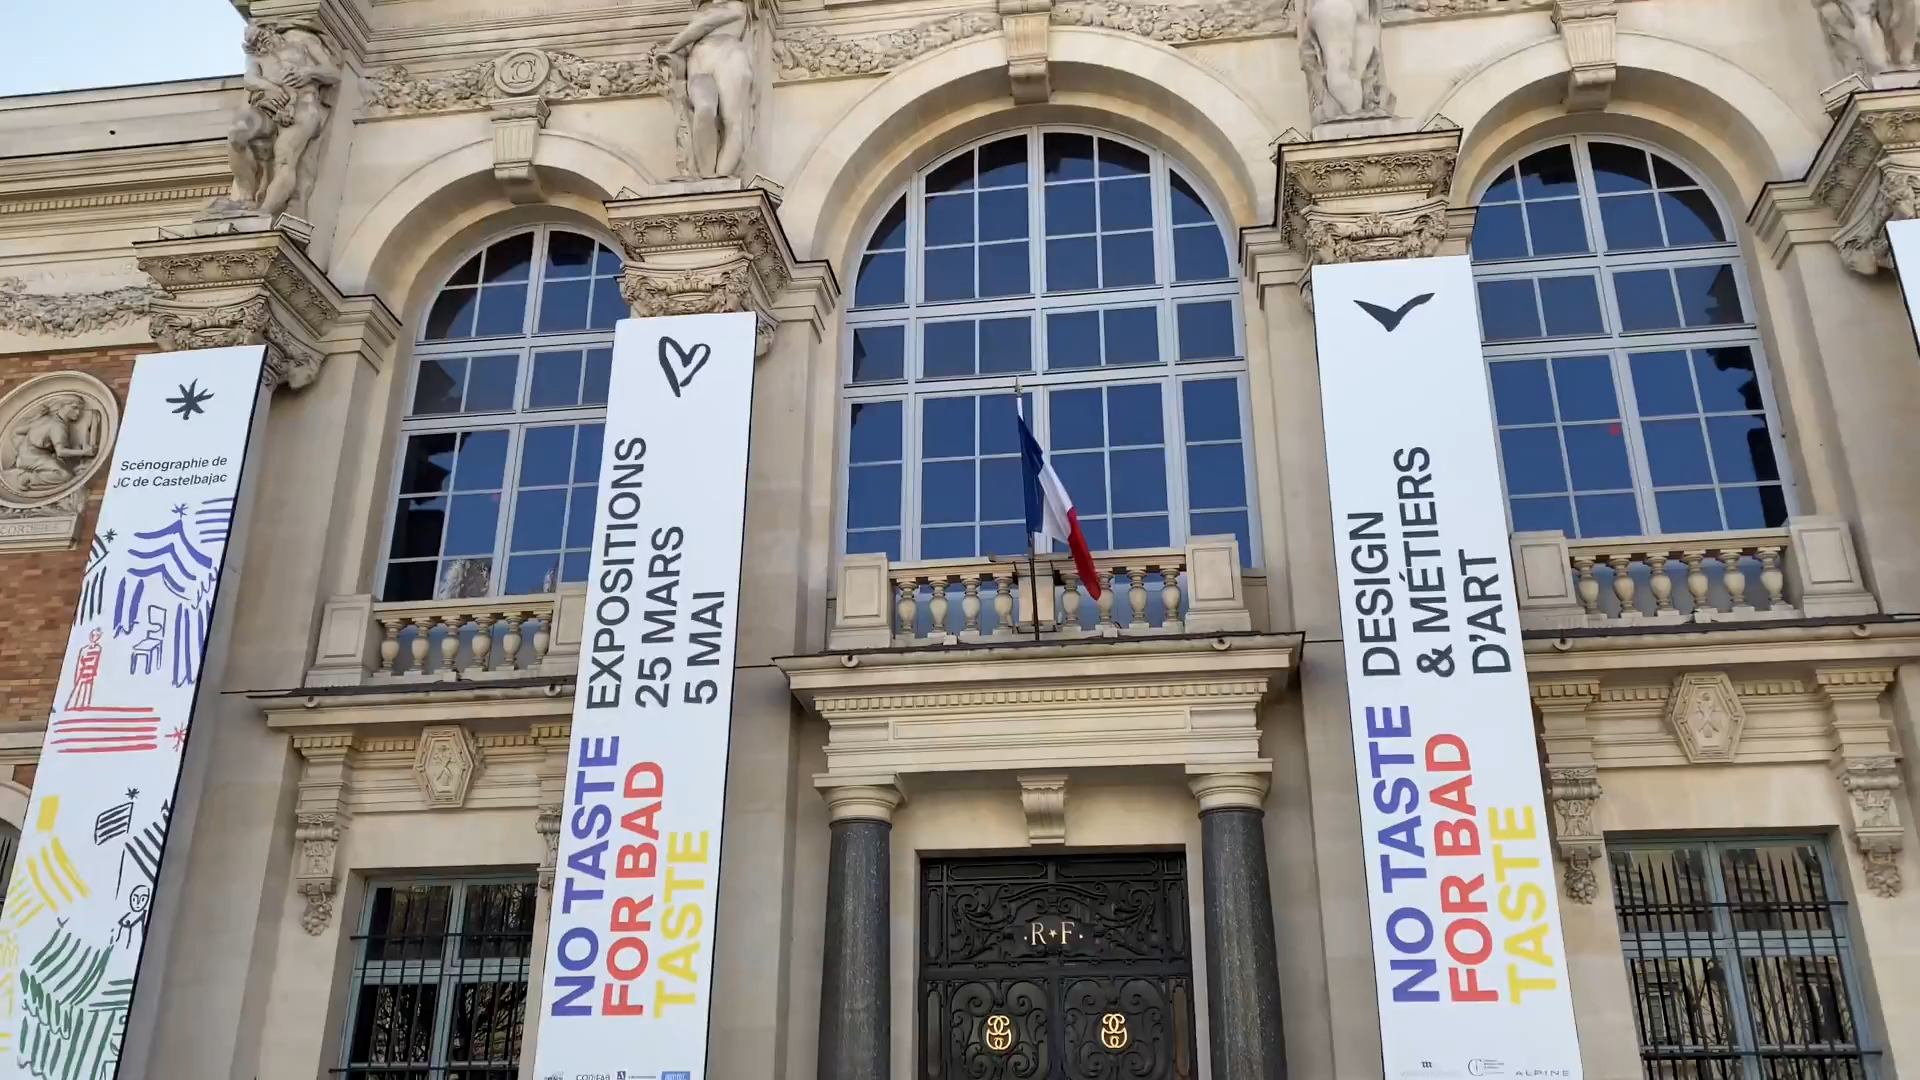 Scénographie de
JC de Castelbajac
EXPOSITIONS
25 MARS
5 MAI
NO TASTE
FOR BAD
TASTE
DESIGN
& MÉTIERS
D'ART
NO TASTE
FOR BAD
TASTE
·R★F·
CODIFAB
ALPINE